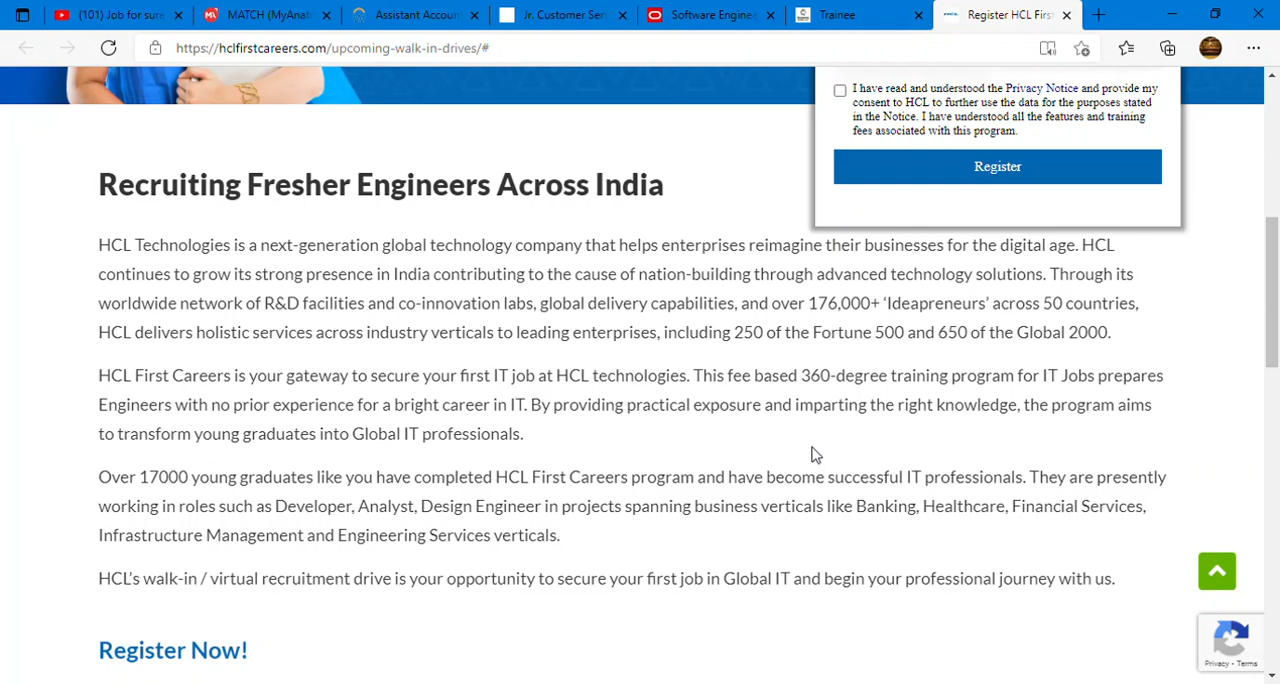 (101) Job for sur
MATCH (MyAnat
Assistant Accoun
Jr. Customer Ser
Software Engine
Trainee
Register HCL Firs
https://hclfirstcareers.com/upcoming-walk-in-drives/#
I have read and understood the Privacy Notice and provide my
consent to HCL to further use the data for the purposes stated
in the Notice. I have understood all the features and training
fees associated with this program.
Register
Recruiting Fresher Engineers Across India
HCL Technologies is a next-generation global technology company that helps enterprises reimagine their businesses for the digital age. HCL
continues to grow its strong presence in India contributing to the cause of nation-building through advanced technology solutions. Through its
worldwide network of R&D facilities and co-innovation labs, global delivery capabilities, and over 176,000+ ‘Ideapreneurs’ across 50 countries,
HCL delivers holistic services across industry verticals to leading enterprises, including 250 of the Fortune 500 and 650 of the Global 2000.
HCL First Careers is your gateway to secure your first IT job at HCL technologies. This fee based 360-degree training program for IT Jobs prepares
Engineers with no prior experience for a bright career in IT. By providing practical exposure and imparting the right knowledge, the program aims
to transform young graduates into Global IT professionals.
Over 17000 young graduates like you have completed HCL First Careers program and have become successful IT professionals. They are presently
working in roles such as Developer, Analyst, Design Engineer in projects spanning business verticals like Banking, Healthcare, Financial Services,
Infrastructure Management and Engineering Services verticals.
HCL’s walk-in / virtual recruitment drive is your opportunity to secure your first job in Global IT and begin your professional journey with us.
Register Now!
Privacy - Terms